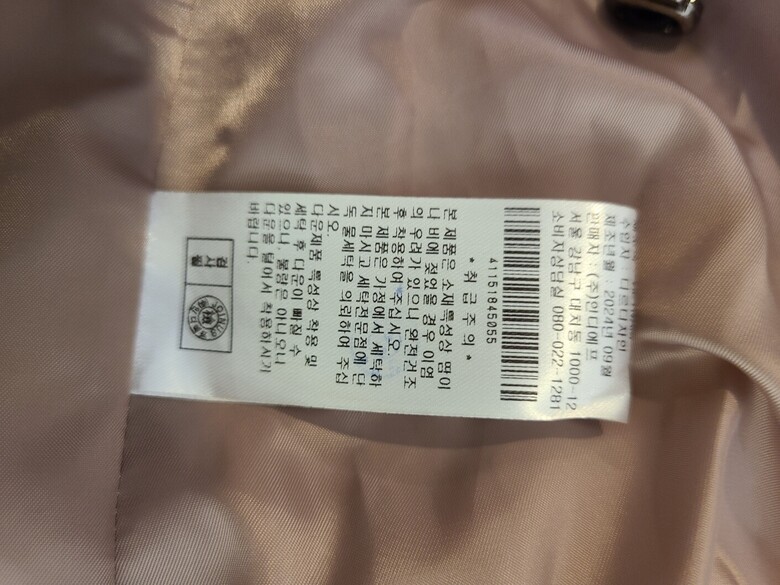 수입자 : 다른디자인
제조년월 : 2024년 09월
판매자 : (주)인디에프
서울 강남구 대치동 1000-12
소비자상담실 080-022-1281
41151845055
*취급주의*
본 제품은 소재특성상 땀이
나 비에 젖었을 경우 이염
의 우려가 있으니 완전건조
후 착용하여 주십시오.
본 제품은 가정에서 세탁하
지 마시고 세탁전문점에 단
독 물세탁을 의뢰하여 주십
시오.
다운제품 특성상 착용 및
세탁 후 다운이 빠질 수
있으나, 불량은 아니오니
다운을 털어서 착용하시기
바랍니다.
검사필